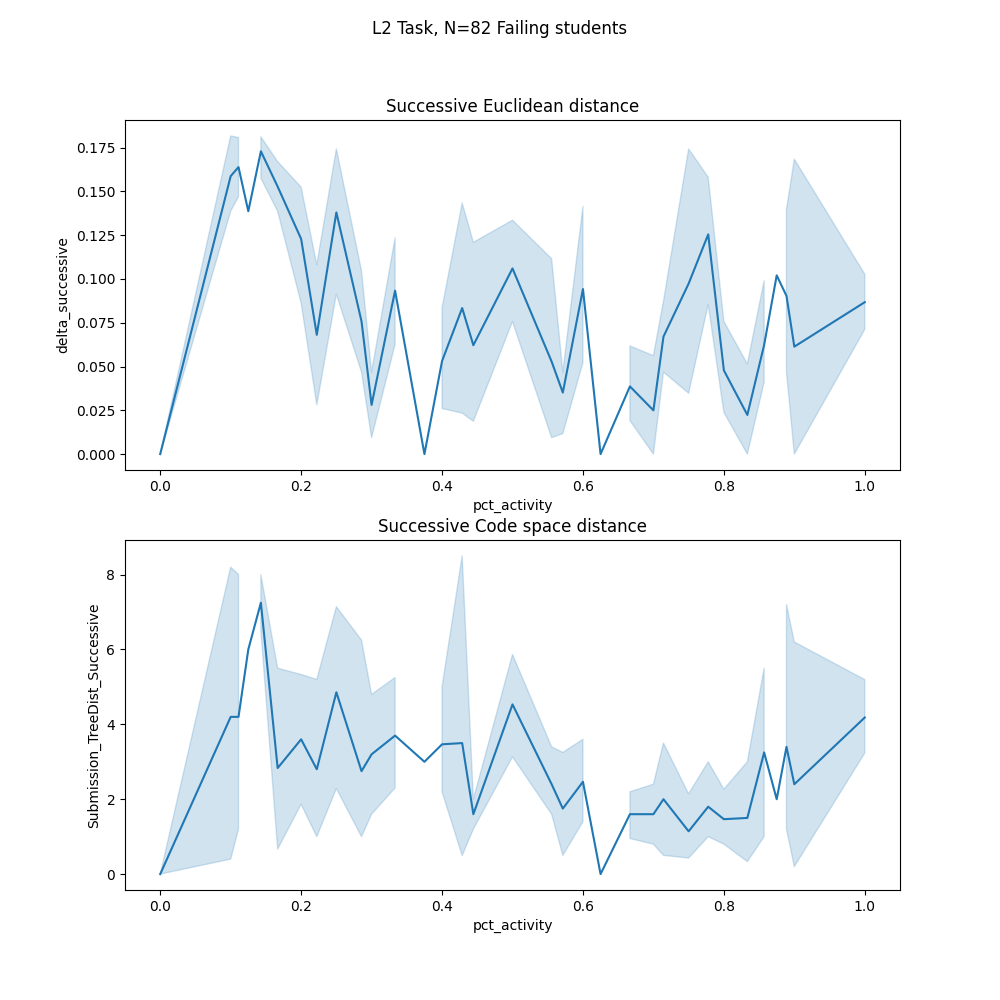 L2 Task, N=82 Failing students
Successive Euclidean distance
delta_successive
0.175
0.150
0.125
0.100
0.075
0.050
0.025
0.000
0.0 0.2 0.4 0.6 0.8 1.0
pct_activity
Successive Code space distance
Submission_TreeDist_Successive
8
6
4
2
0
0.0 0.2 0.4 0.6 0.8 1.0
pct_activity